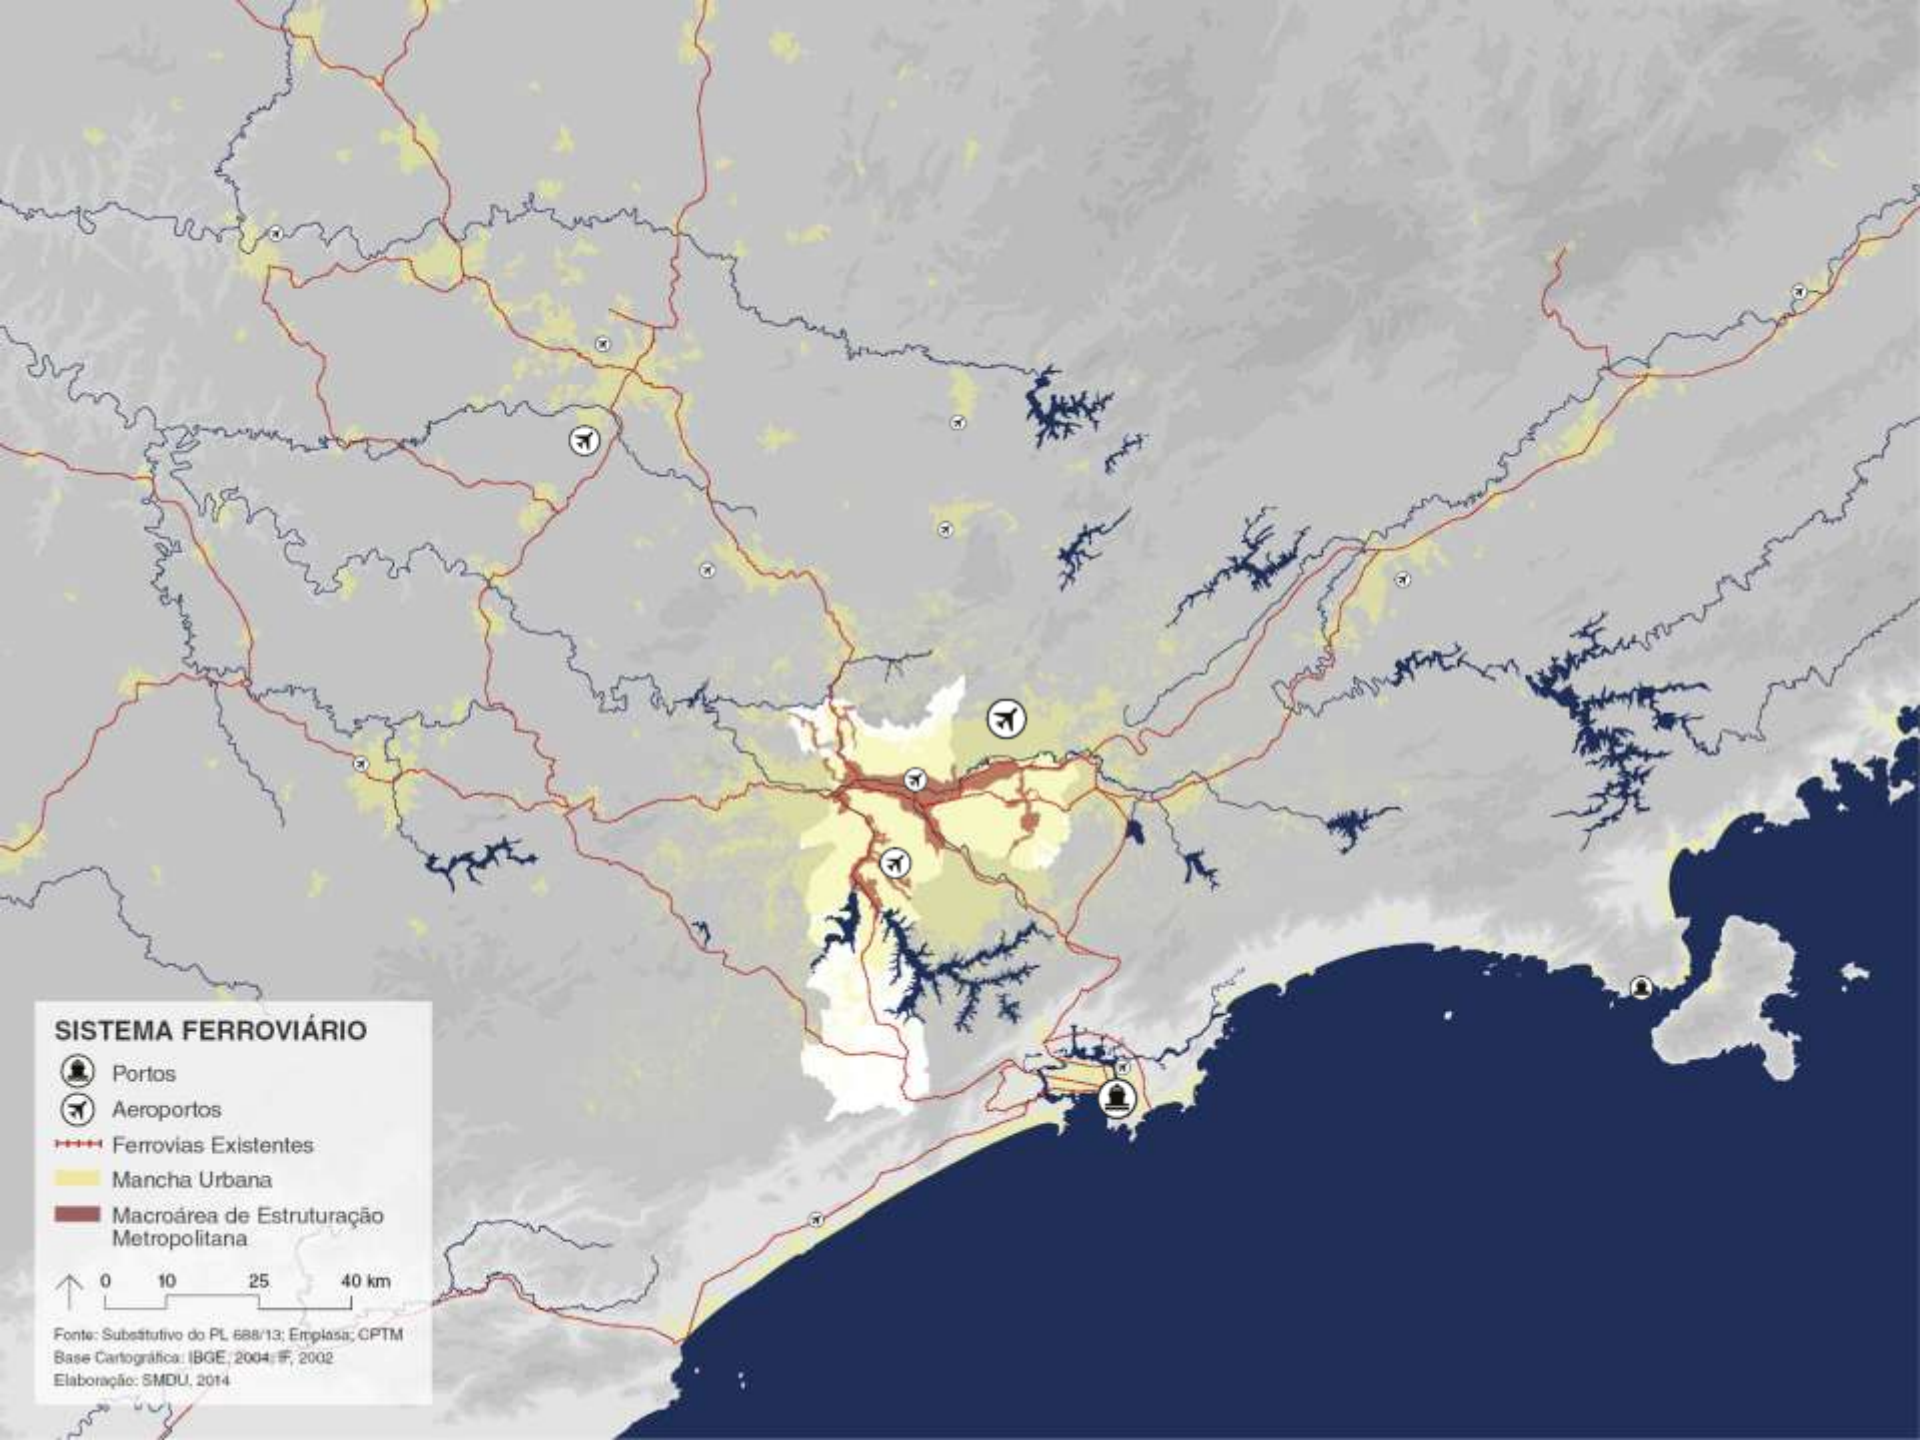 SISTEMA FERROVIÁRIO
Portos
Aeroportos
Ferrovias Existentes
Mancha Urbana
Macroárea de Estruturação
Metropolitana
0 10 25 40 km
Fonte: Substitutivo do PL 688/13; Emplasa; CPTM
Base Cartográfica: IBGE, 2004; IF, 2002
Elaboração: SMDU, 2014